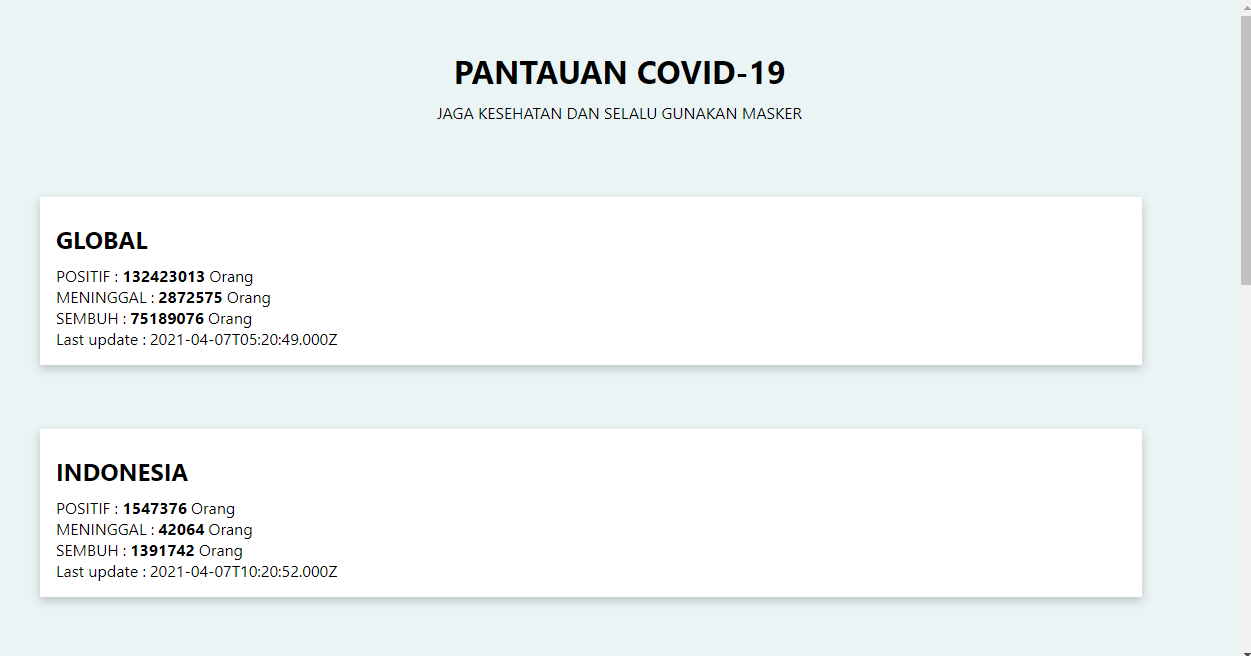 PANTAUAN COVID-19
JAGA KESEHATAN DAN SELALU GUNAKAN MASKER
GLOBAL
POSITIF : 132423013 Orang
MENINGGAL : 2872575 Orang
SEMBUH : 75189076 Orang
Last update : 2021-04-07T05:20:49.000Z
INDONESIA
POSITIF : 1547376 Orang
MENINGGAL : 42064 Orang
SEMBUH : 1391742 Orang
Last update : 2021-04-07T10:20:52.000Z